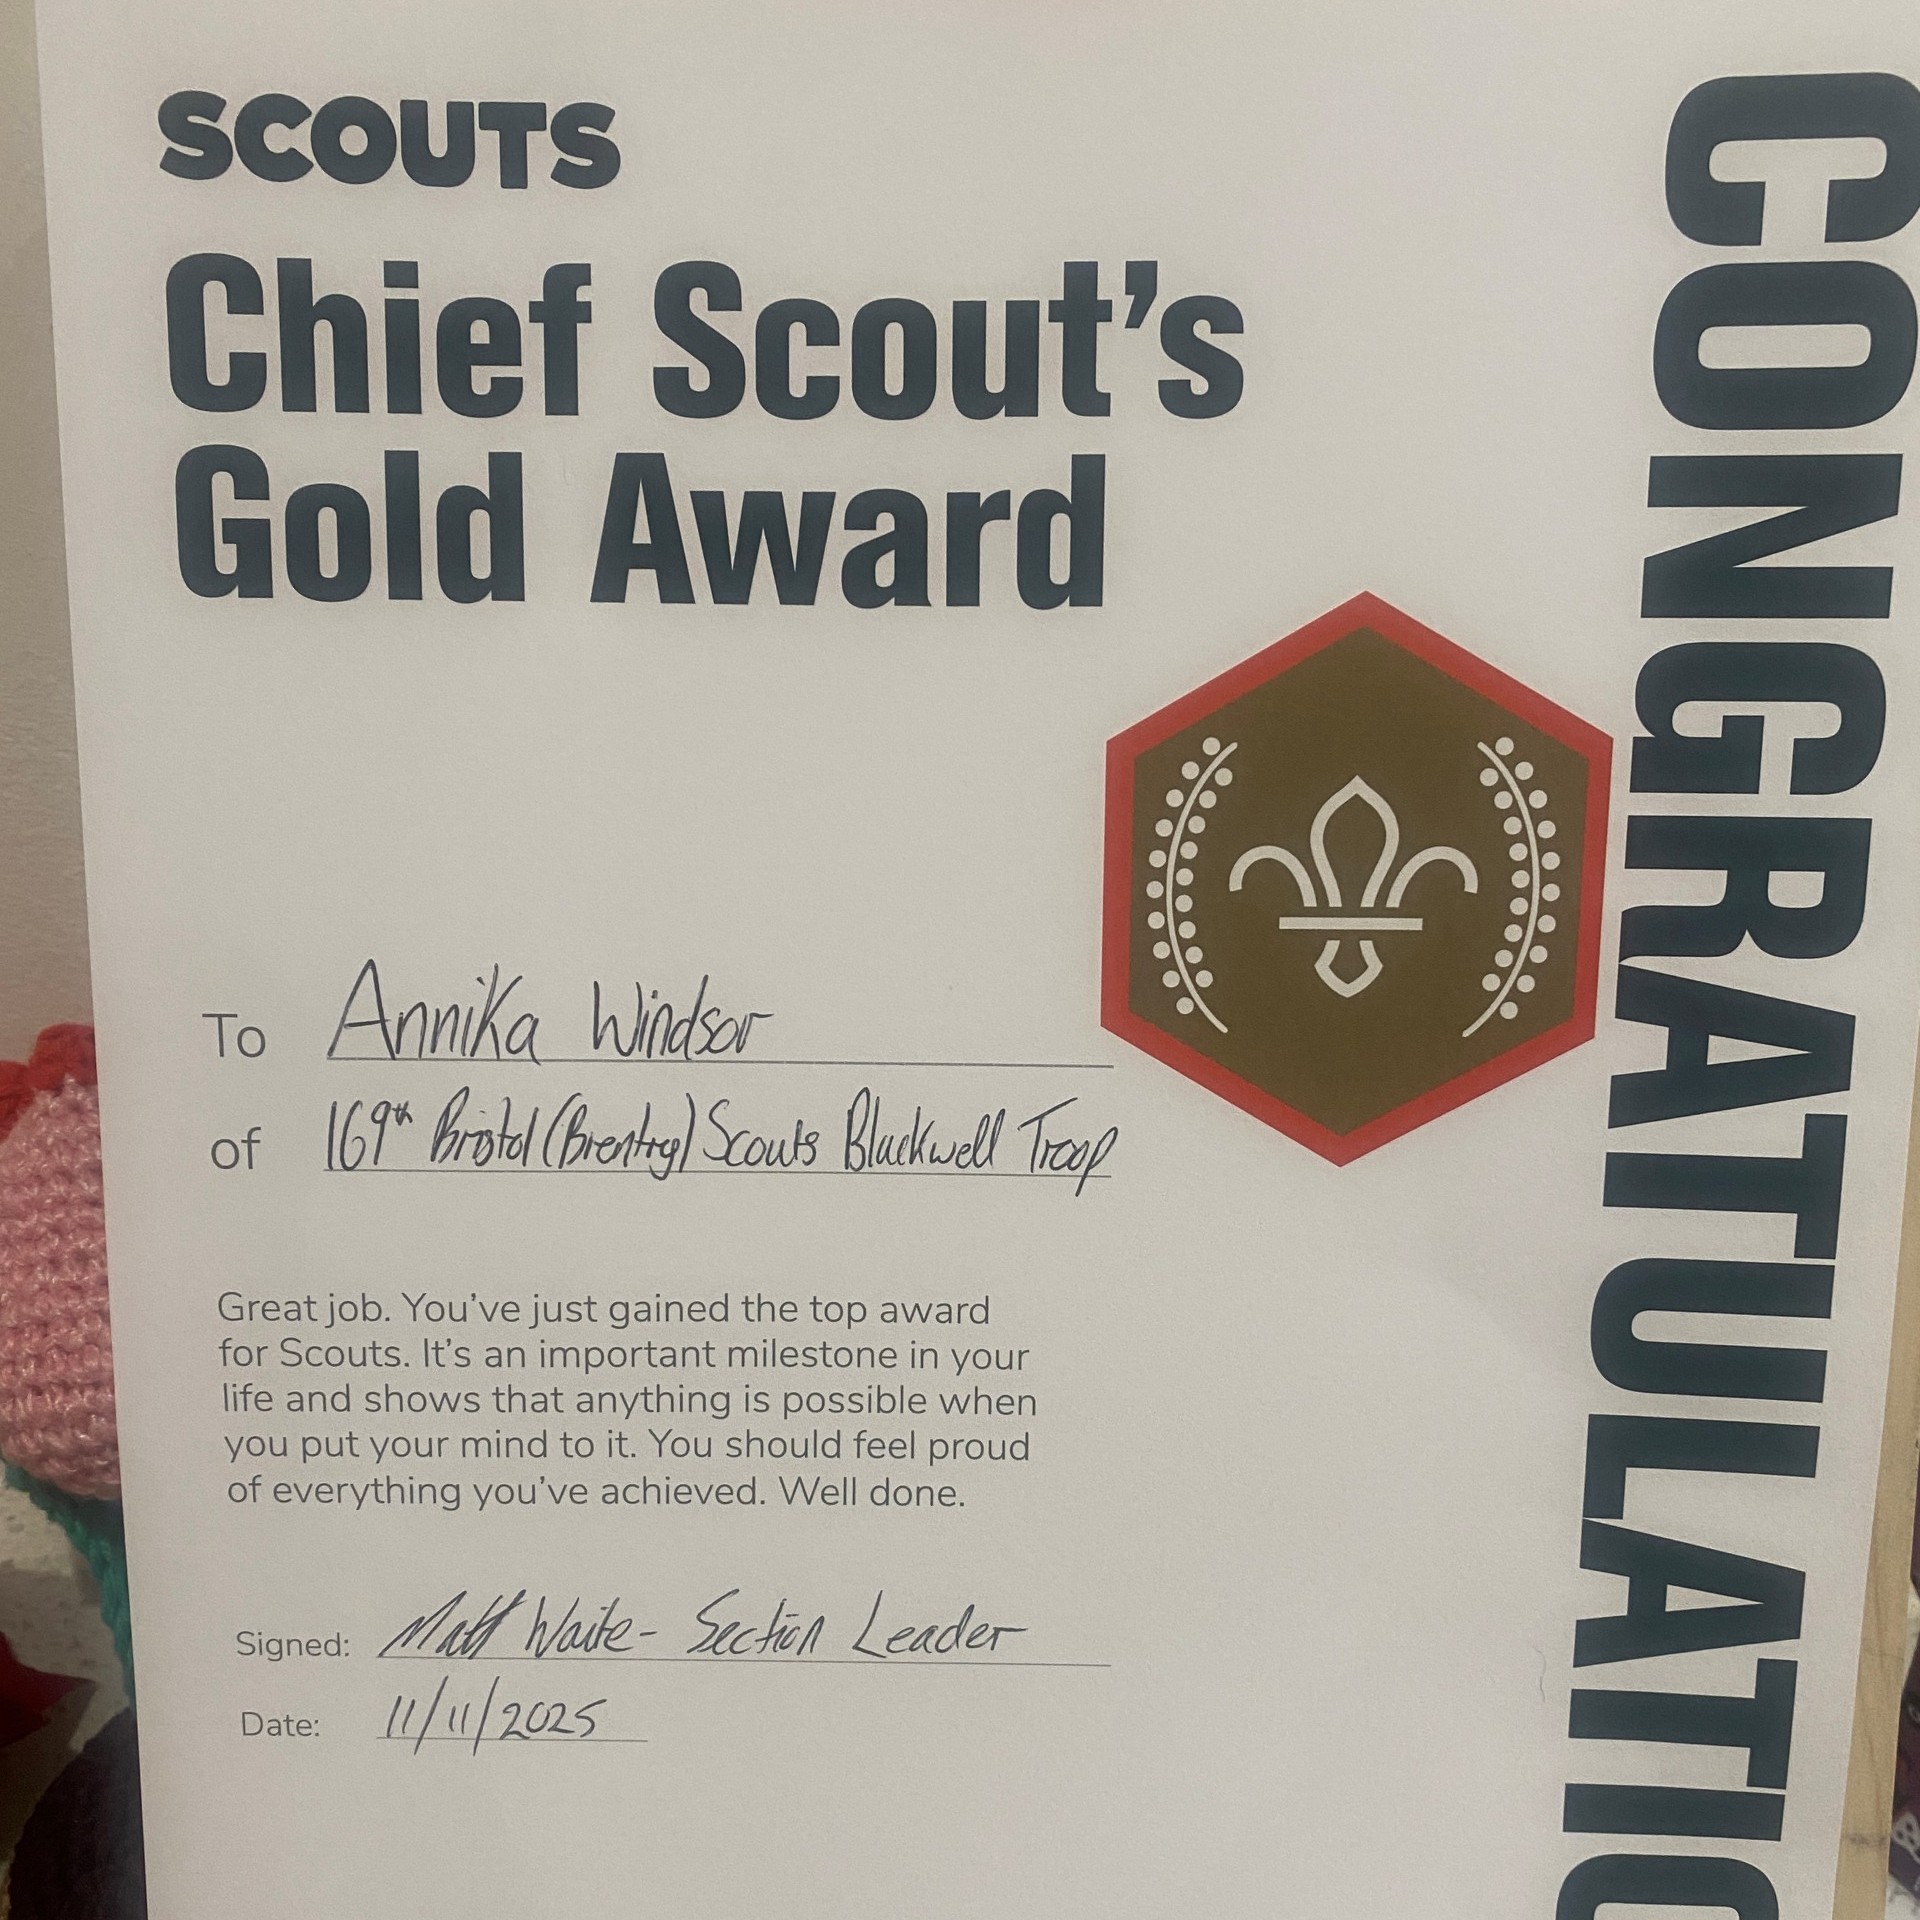 SCOUTS
Chief Scout's
Gold Award
To Annika Windsor
of 169th Bristol (Brentry) Scouts Blackwell Troop
Great job. You've just gained the top award
for Scouts. It's an important milestone in your
life and shows that anything is possible when
you put your mind to it. You should feel proud
of everything you've achieved. Well done.
Signed: Matt Waite - Section Leader
Date: 11/11/2025
CONGRATULATIO